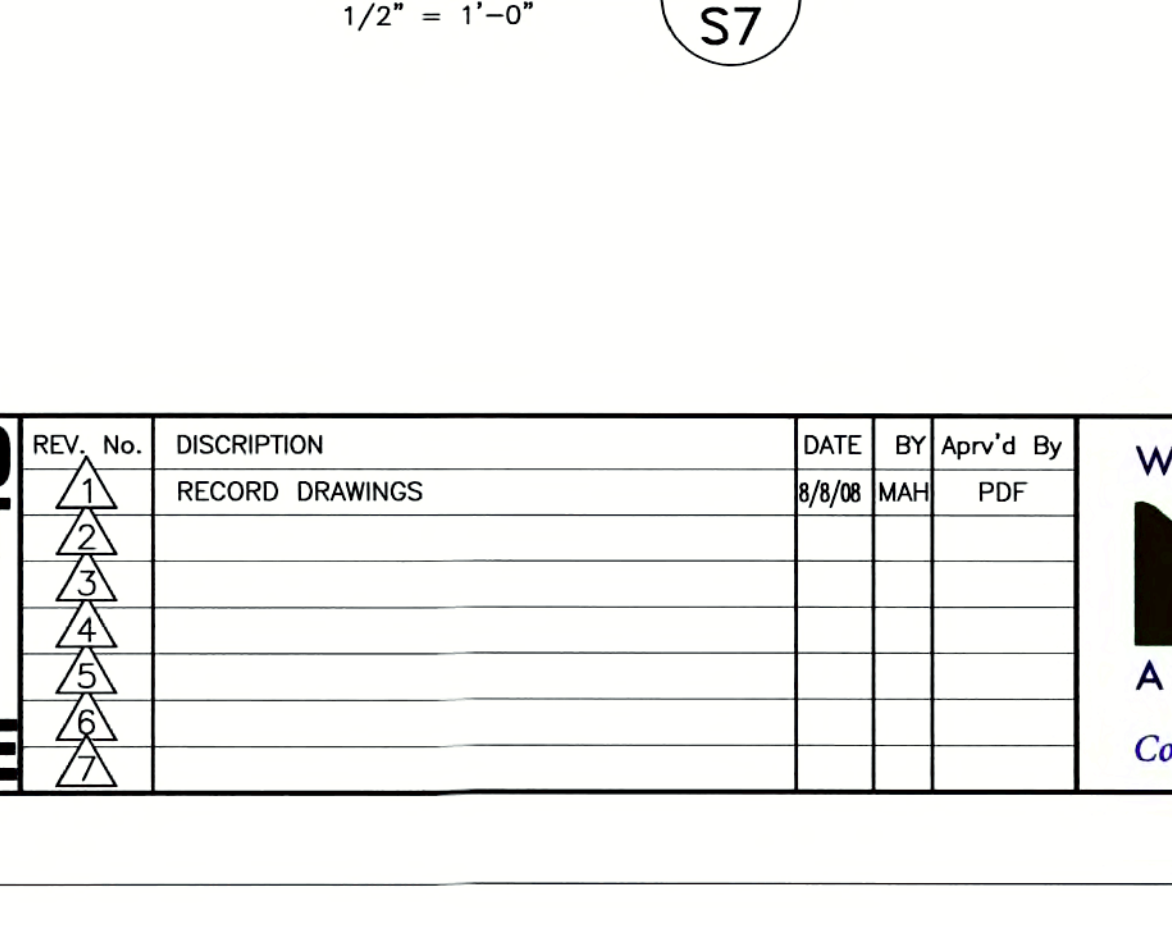 1/2" = 1'-0"
S7
REV. No. DISCRIPTION DATE BY Aprv'd By
1 RECORD DRAWINGS 8/8/08 MAH PDF
2
3
4
5
6
7